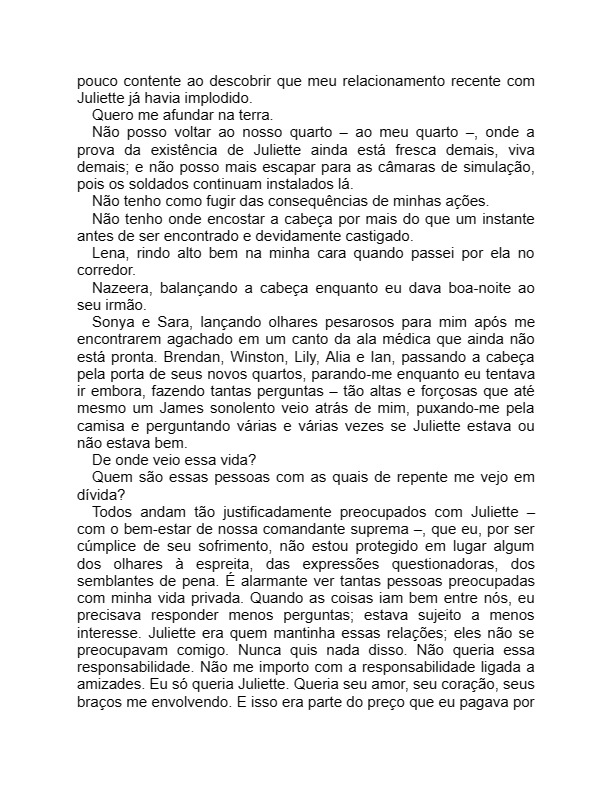 pouco contente ao descobrir que meu relacionamento recente com
Juliette já havia implodido.
Quero me afundar na terra.
Não posso voltar ao nosso quarto – ao meu quarto –, onde a
prova da existência de Juliette ainda está fresca demais, viva
demais; e não posso mais escapar para as câmaras de simulação,
pois os soldados continuam instalados lá.
Não tenho como fugir das consequências de minhas ações.
Não tenho onde encostar a cabeça por mais do que um instante
antes de ser encontrado e devidamente castigado.
Lena, rindo alto bem na minha cara quando passei por ela no
corredor.
Nazeera, balançando a cabeça enquanto eu dava boa-noite ao
seu irmão.
Sonya e Sara, lançando olhares pesarosos para mim após me
encontrarem agachado em um canto da ala médica que ainda não
está pronta. Brendan, Winston, Lily, Alia e Ian, passando a cabeça
pela porta de seus novos quartos, parando-me enquanto eu tentava
ir embora, fazendo tantas perguntas – tão altas e forçosas que até
mesmo um James sonolento veio atrás de mim, puxando-me pela
camisa e perguntando várias e várias vezes se Juliette estava ou
não estava bem.
De onde veio essa vida?
Quem são essas pessoas com as quais de repente me vejo em
dívida?
Todos andam tão justificadamente preocupados com Juliette –
com o bem-estar de nossa comandante suprema –, que eu, por ser
cúmplice de seu sofrimento, não estou protegido em lugar algum
dos olhares à espreita, das expressões questionadoras, dos
semblantes de pena. É alarmante ver tantas pessoas preocupadas
com minha vida privada. Quando as coisas iam bem entre nós, eu
precisava responder menos perguntas; estava sujeito a menos
interesse. Juliette era quem mantinha essas relações; eles não se
preocupavam comigo. Nunca quis nada disso. Não queria essa
responsabilidade. Não me importo com a responsabilidade ligada a
amizades. Eu só queria Juliette. Queria seu amor, seu coração, seus
braços me envolvendo. E isso era parte do preço que eu pagava por